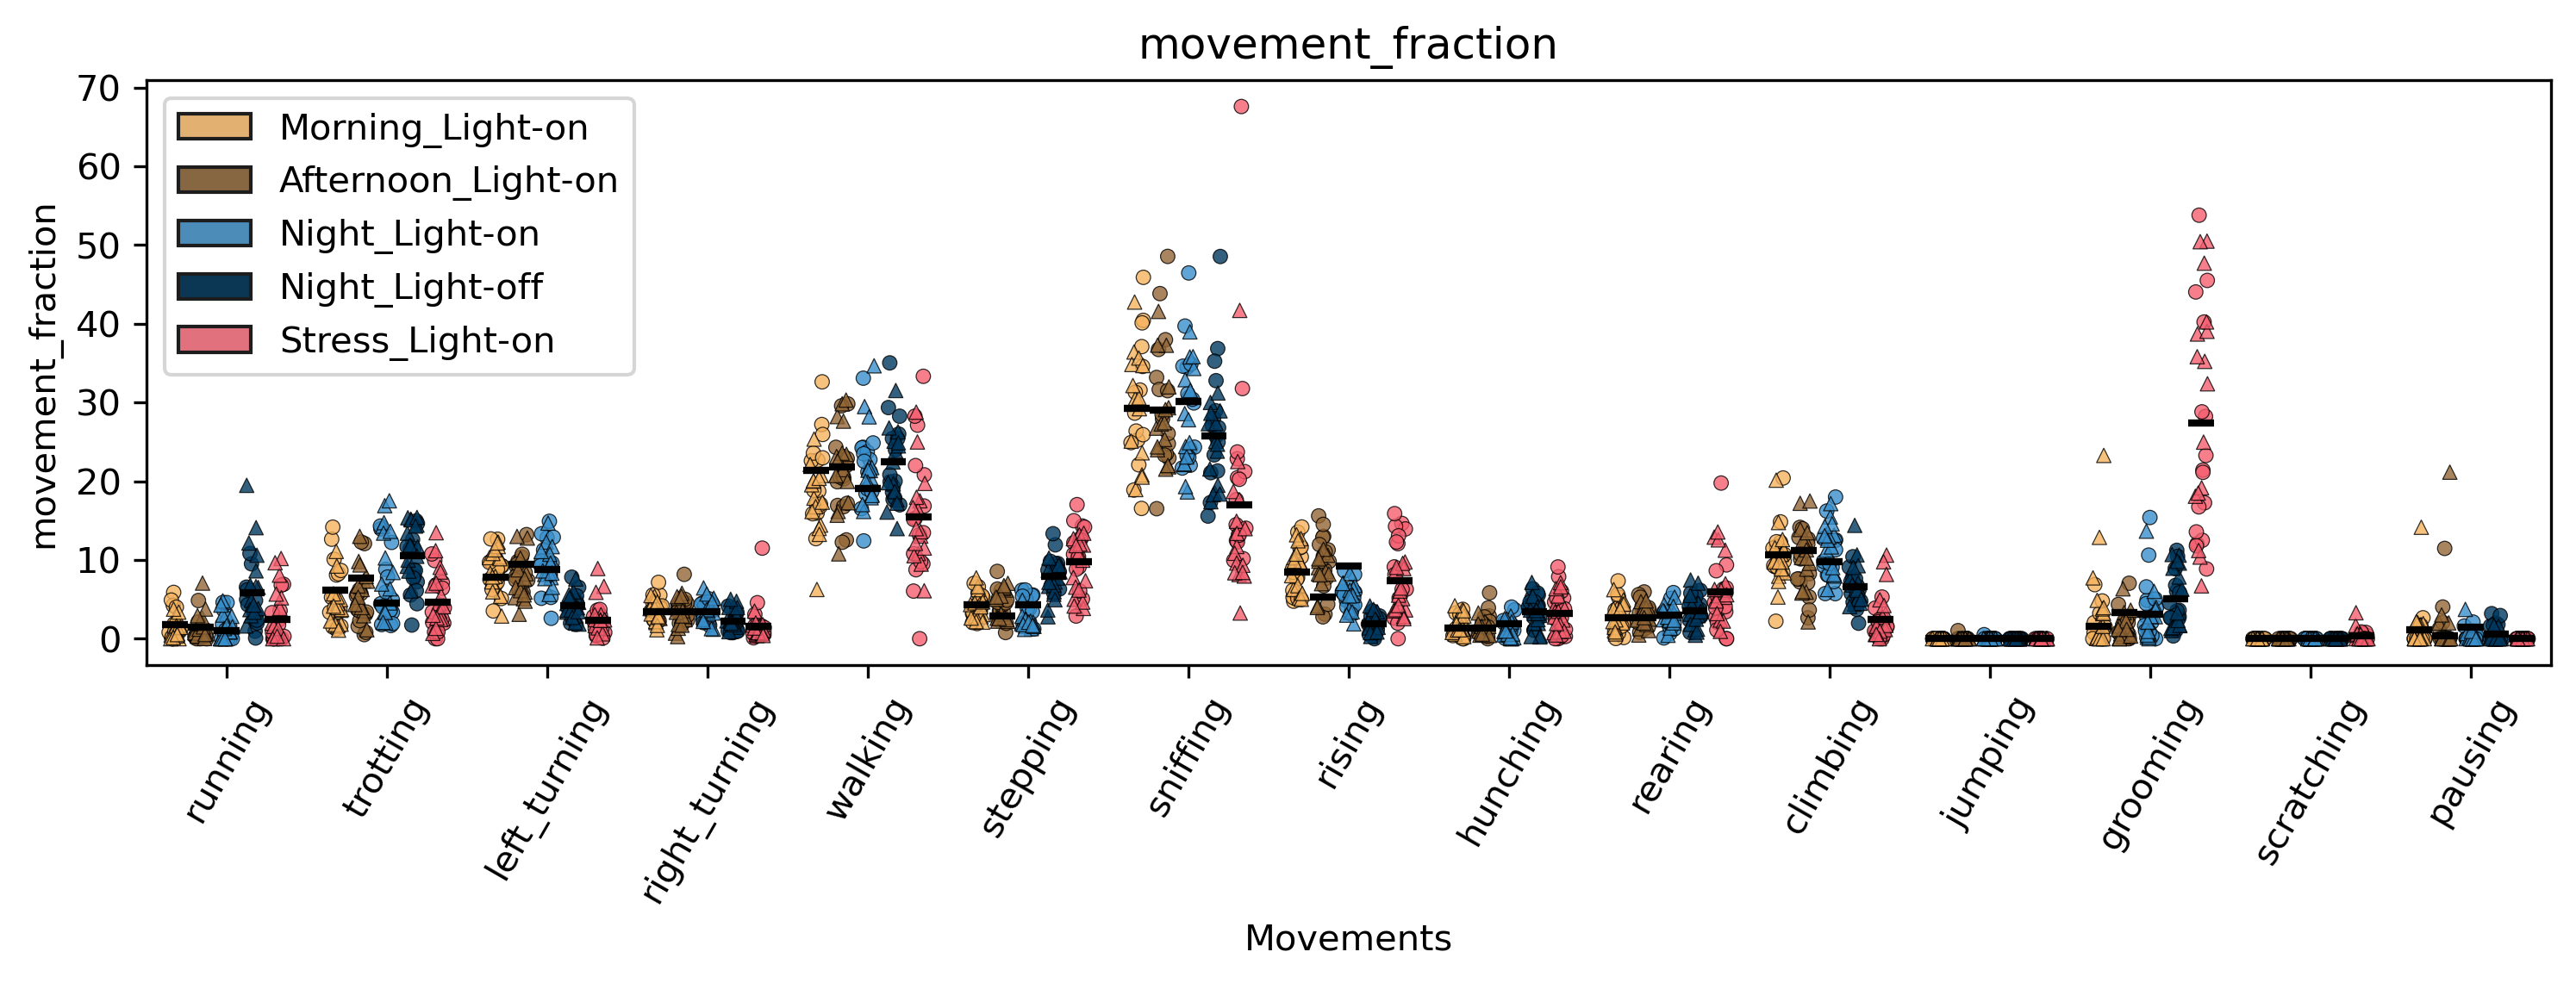 movement_fraction
movement_fraction
70
60
50
40
30
20
10
0
Morning_Light-on
Afternoon_Light-on
Night_Light-on
Night_Light-off
Stress_Light-on
running
trotting
left_turning
right_turning
walking
stepping
sniffing
rising
hunching
rearing
climbing
jumping
grooming
scratching
pausing
Movements